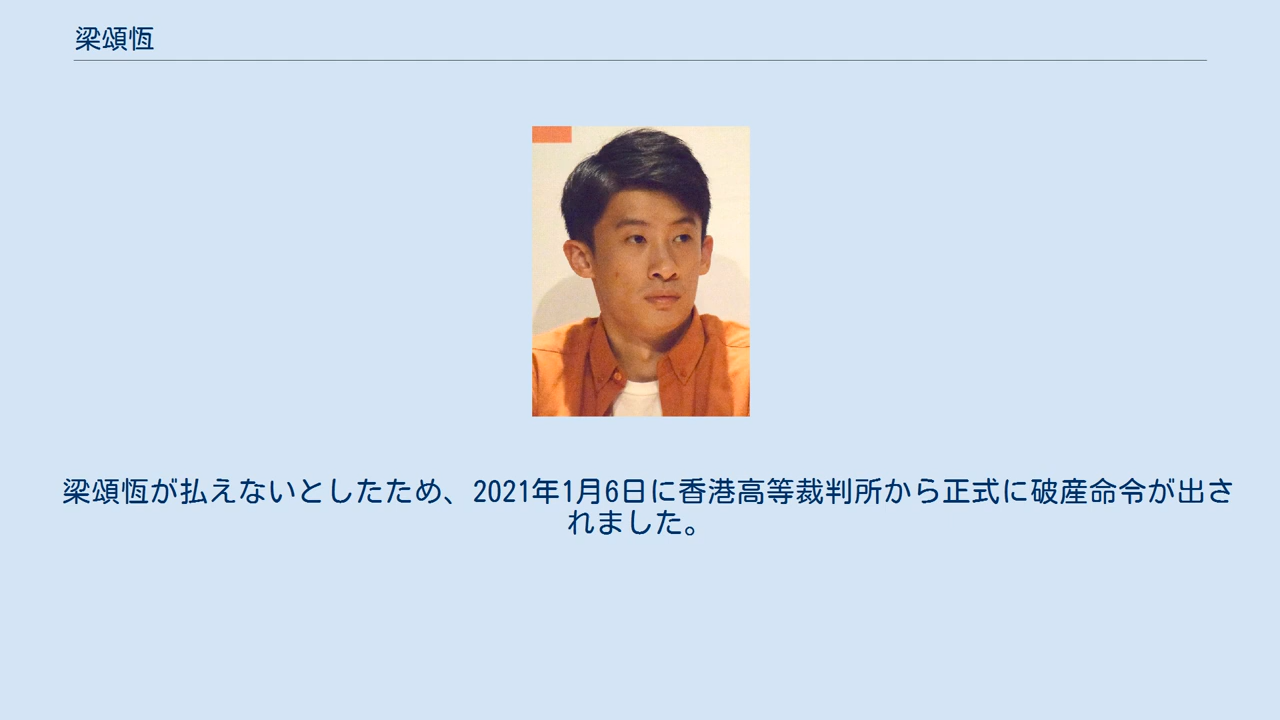 梁頌恆
梁頌恆が払えないとしたため、2021年1月6日に香港高等裁判所から正式に破産命令が出さ
れました。